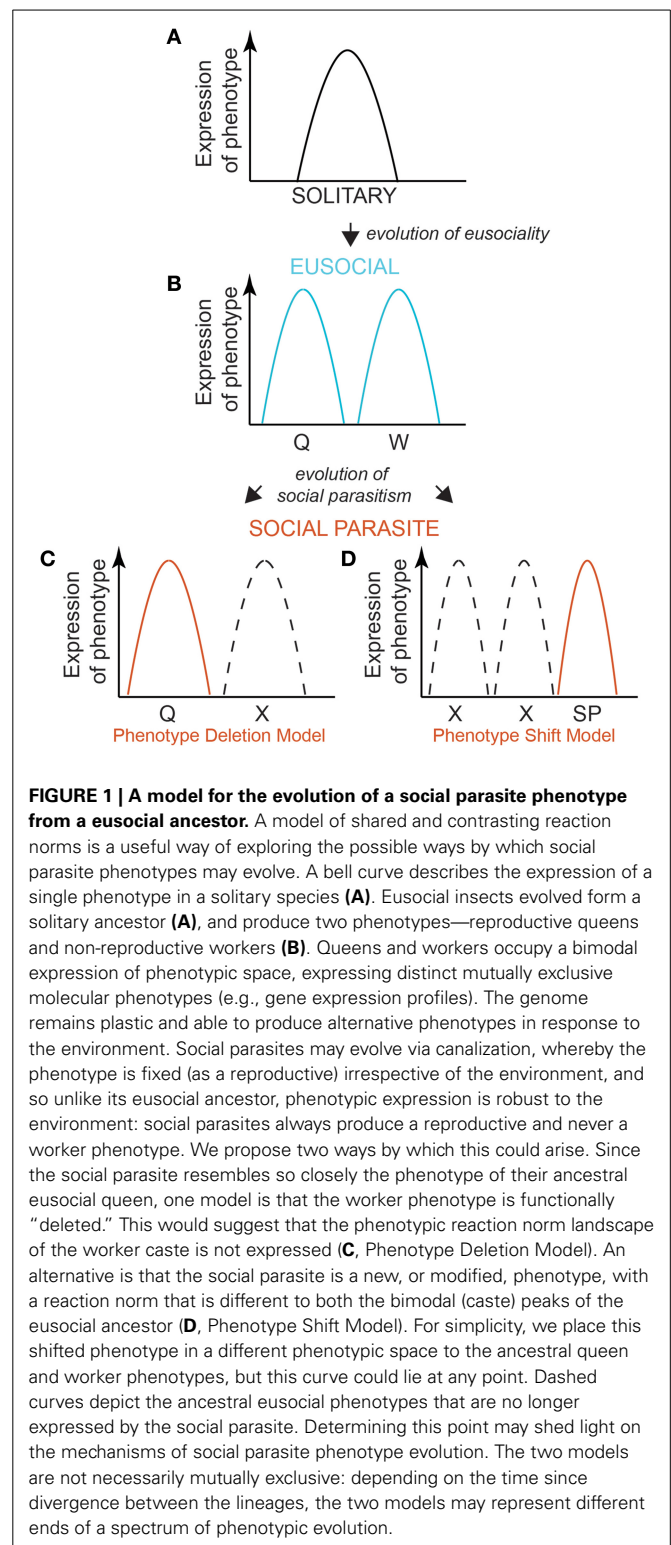 A
Expression
of phenotype
SOLITARY
evolution of eusociality
EUSOCIAL
B
Expression
of phenotype
Q W
evolution of
social parasitism
SOCIAL PARASITE
C
Expression
of phenotype
Q X
Phenotype Deletion Model
D
Expression
of phenotype
X X SP
Phenotype Shift Model
FIGURE 1 | A model for the evolution of a social parasite phenotype
from a eusocial ancestor. A model of shared and contrasting reaction
norms is a useful way of exploring the possible ways by which social
parasite phenotypes may evolve. A bell curve describes the expression of a
single phenotype in a solitary species (A). Eusocial insects evolved form a
solitary ancestor (A), and produce two phenotypes—reproductive queens
and non-reproductive workers (B). Queens and workers occupy a bimodal
expression of phenotypic space, expressing distinct mutually exclusive
molecular phenotypes (e.g., gene expression profiles). The genome
remains plastic and able to produce alternative phenotypes in response to
the environment. Social parasites may evolve via canalization, whereby the
phenotype is fixed (as a reproductive) irrespective of the environment, and
so unlike its eusocial ancestor, phenotypic expression is robust to the
environment: social parasites always produce a reproductive and never a
worker phenotype. We propose two ways by which this could arise. Since
the social parasite resembles so closely the phenotype of their ancestral
eusocial queen, one model is that the worker phenotype is functionally
“deleted.” This would suggest that the phenotypic reaction norm landscape
of the worker caste is not expressed (C, Phenotype Deletion Model). An
alternative is that the social parasite is a new, or modified, phenotype, with
a reaction norm that is different to both the bimodal (caste) peaks of the
eusocial ancestor (D, Phenotype Shift Model). For simplicity, we place this
shifted phenotype in a different phenotypic space to the ancestral queen
and worker phenotypes, but this curve could lie at any point. Dashed
curves depict the ancestral eusocial phenotypes that are no longer
expressed by the social parasite. Determining this point may shed light on
the mechanisms of social parasite phenotype evolution. The two models
are not necessarily mutually exclusive: depending on the time since
divergence between the lineages, the two models may represent different
ends of a spectrum of phenotypic evolution.